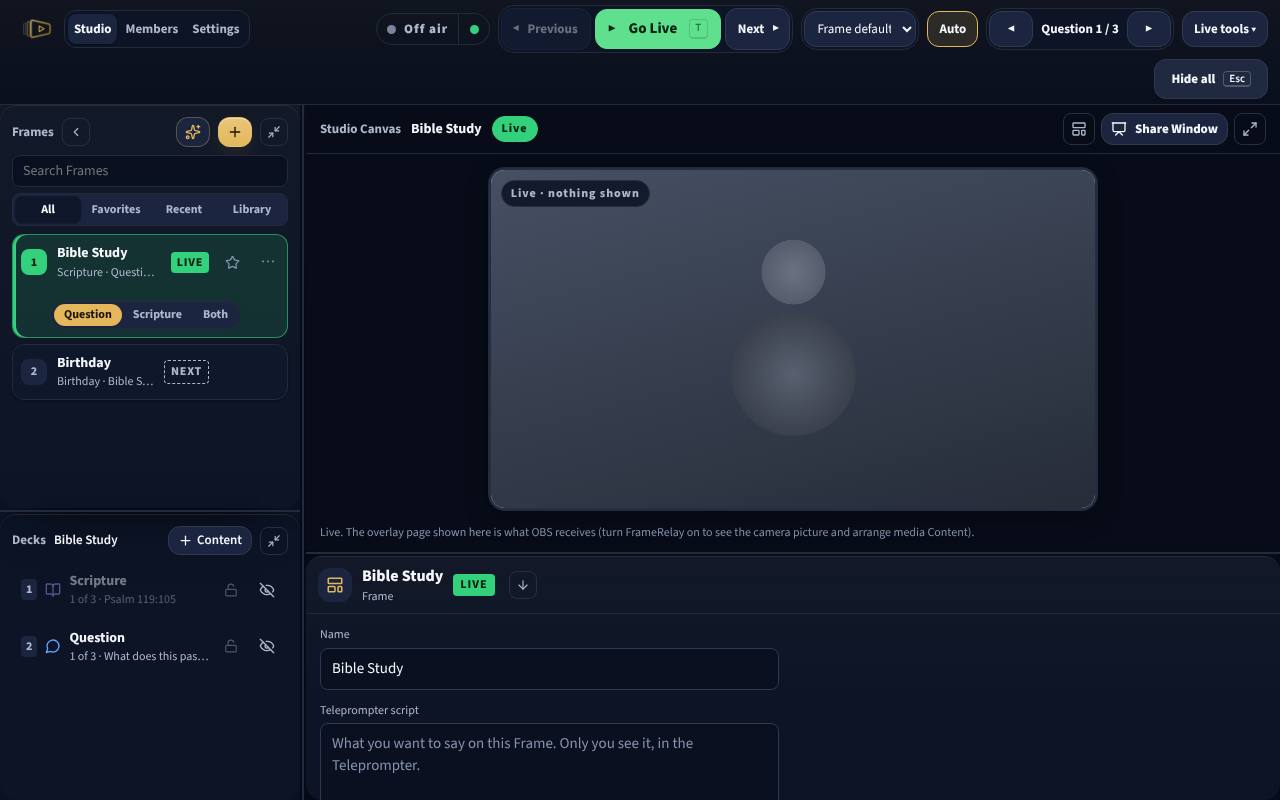 Studio Members Settings
Off air
Previous
Go Live T
Next
Frame default
Auto
Question 1 / 3
Live tools
Hide all Esc
Frames
Search Frames
All Favorites Recent Library
1
Bible Study
Scripture · Questi...
LIVE
Question Scripture Both
2
Birthday
Birthday · Bible S...
NEXT
Decks Bible Study
+ Content
1
Scripture
1 of 3 · Psalm 119:105
2
Question
1 of 3 · What does this pas...
Studio Canvas Bible Study Live
Share Window
Live · nothing shown
Live. The overlay page shown here is what OBS receives (turn FrameRelay on to see the camera picture and arrange media Content).
Bible Study
Frame
LIVE
Name
Bible Study
Teleprompter script
What you want to say on this Frame. Only you see it, in the
Teleprompter.